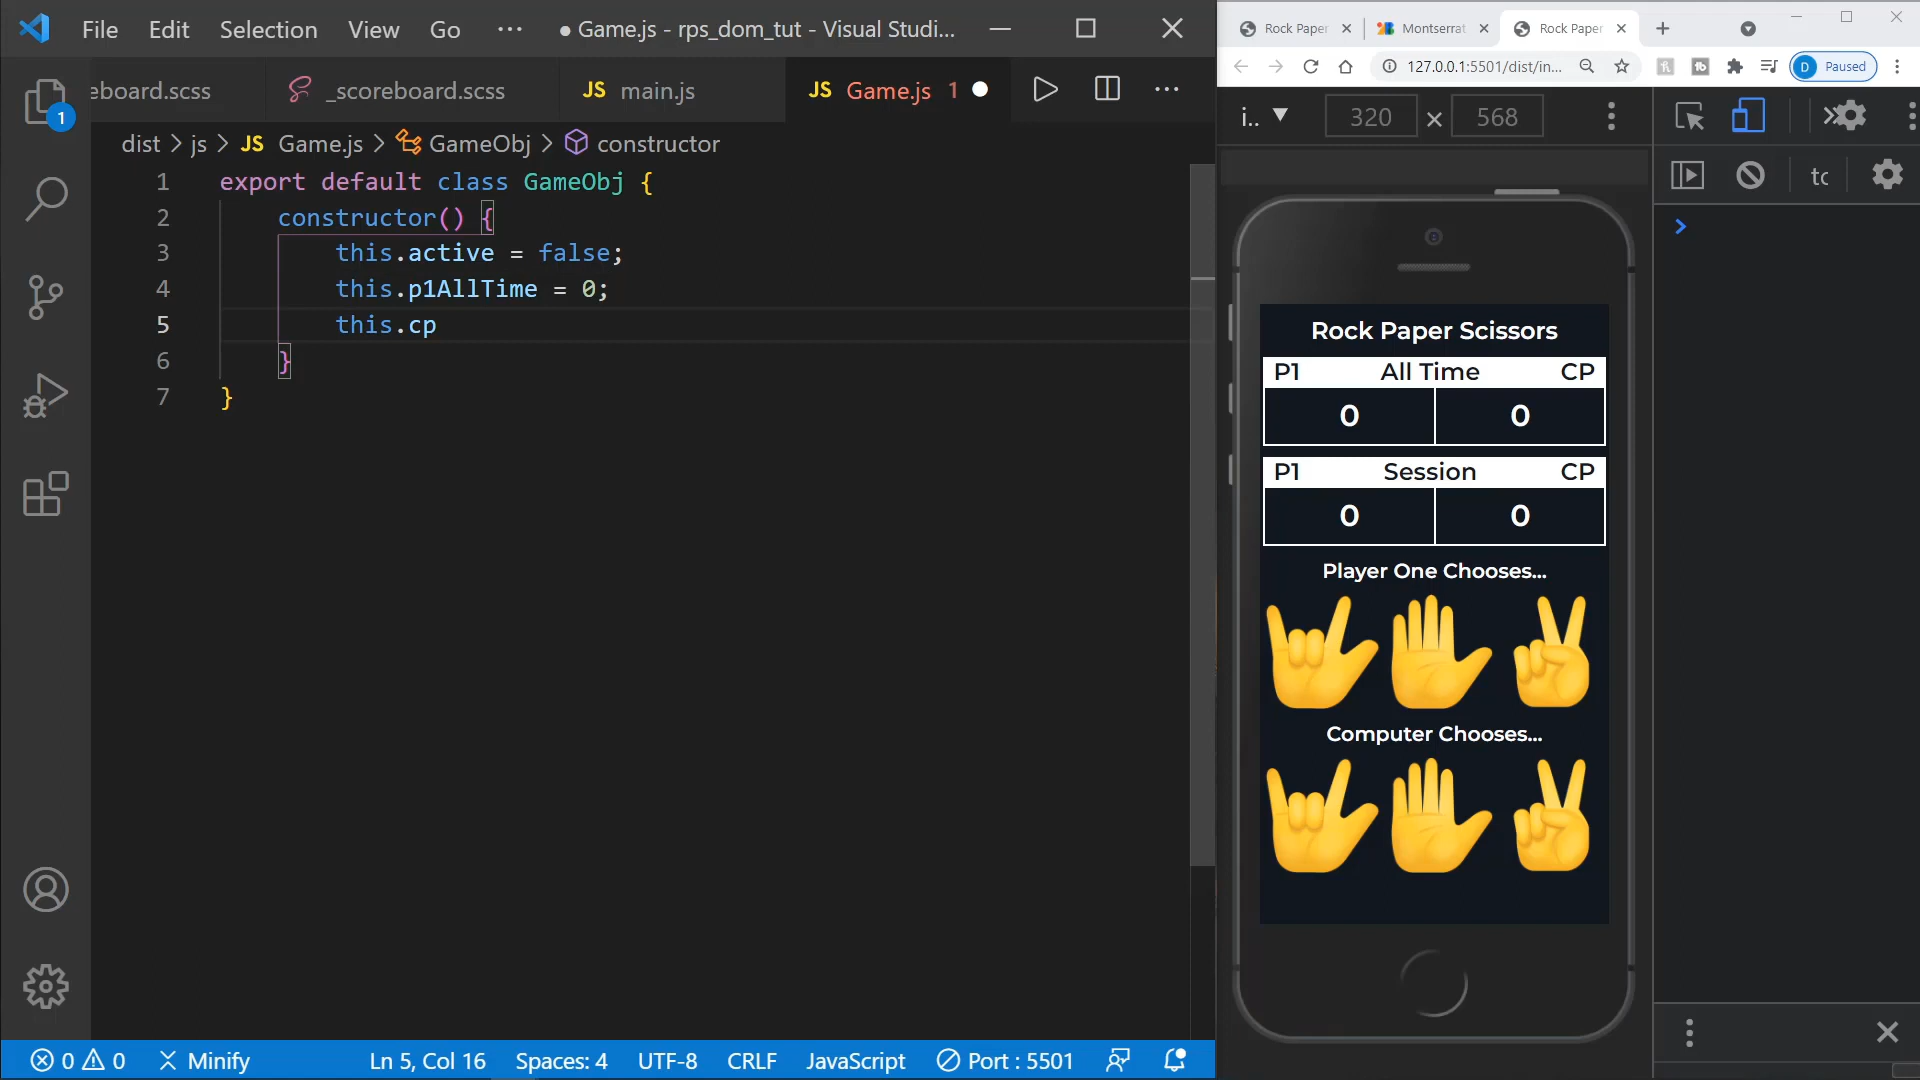 File Edit Selection View Go ··· ● Game.js - rps_dom_tut - Visual Studi...
eboard.scss _scoreboard.scss JS main.js JS Game.js 1
dist > js > JS Game.js > GameObj > constructor
1 export default class GameObj {
2 constructor() {
3 this.active = false;
4 this.p1AllTime = 0;
5 this.cp
6 }
7 }
1
0 0 Minify Ln 5, Col 16 Spaces: 4 UTF-8 CRLF JavaScript Port : 5501
Rock Paper Montserrat Rock Paper
127.0.0.1:5501/dist/in... D Paused
i.. ▼ 320 × 568
tc
>
Rock Paper Scissors
P1 All Time CP
0 0
P1 Session CP
0 0
Player One Chooses...
Computer Chooses...